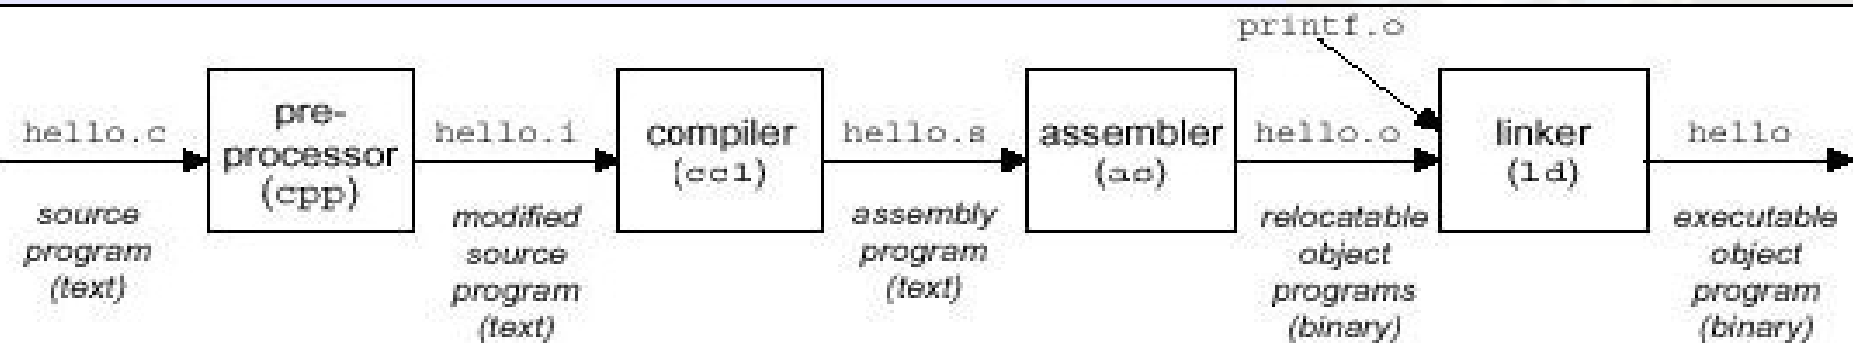 printf.o
hello.c
pre-
processor
(cpp)
hello.i
compiler
(cc1)
hello.s
assembler
(as)
hello.o
linker
(ld)
hello
source
program
(text)
modified
source
program
(text)
assembly
program
(text)
relocatable
object
programs
(binary)
executable
object
program
(binary)